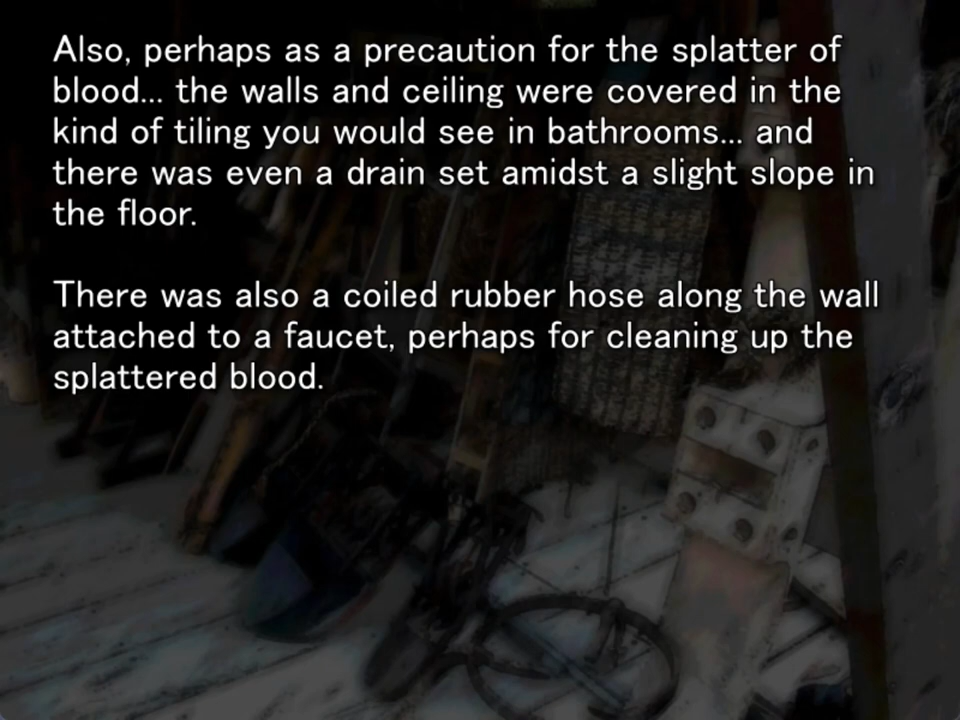 Also, perhaps as a precaution for the splatter of
blood... the walls and ceiling were covered in the
kind of tiling you would see in bathrooms... and
there was even a drain set amidst a slight slope in
the floor.
There was also a coiled rubber hose along the wall
attached to a faucet, perhaps for cleaning up the
splattered blood.